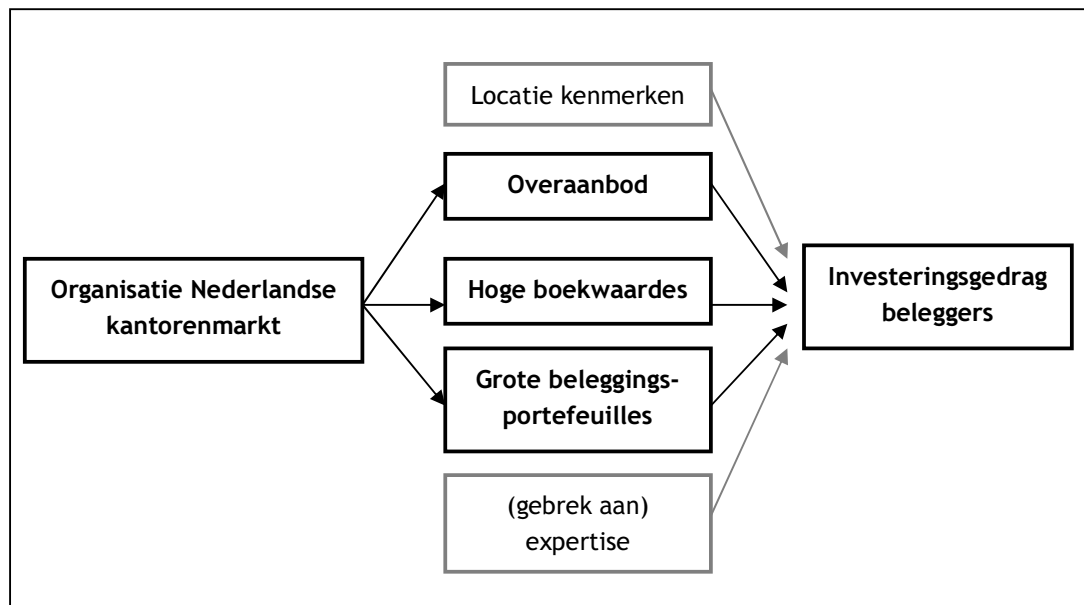 Locatie kenmerken
Overaanbod
Organisatie Nederlandse
kantorenmarkt
Hoge boekwaardes
Investeringsgedrag
beleggers
Grote beleggings-
portefeuilles
(gebrek aan)
expertise